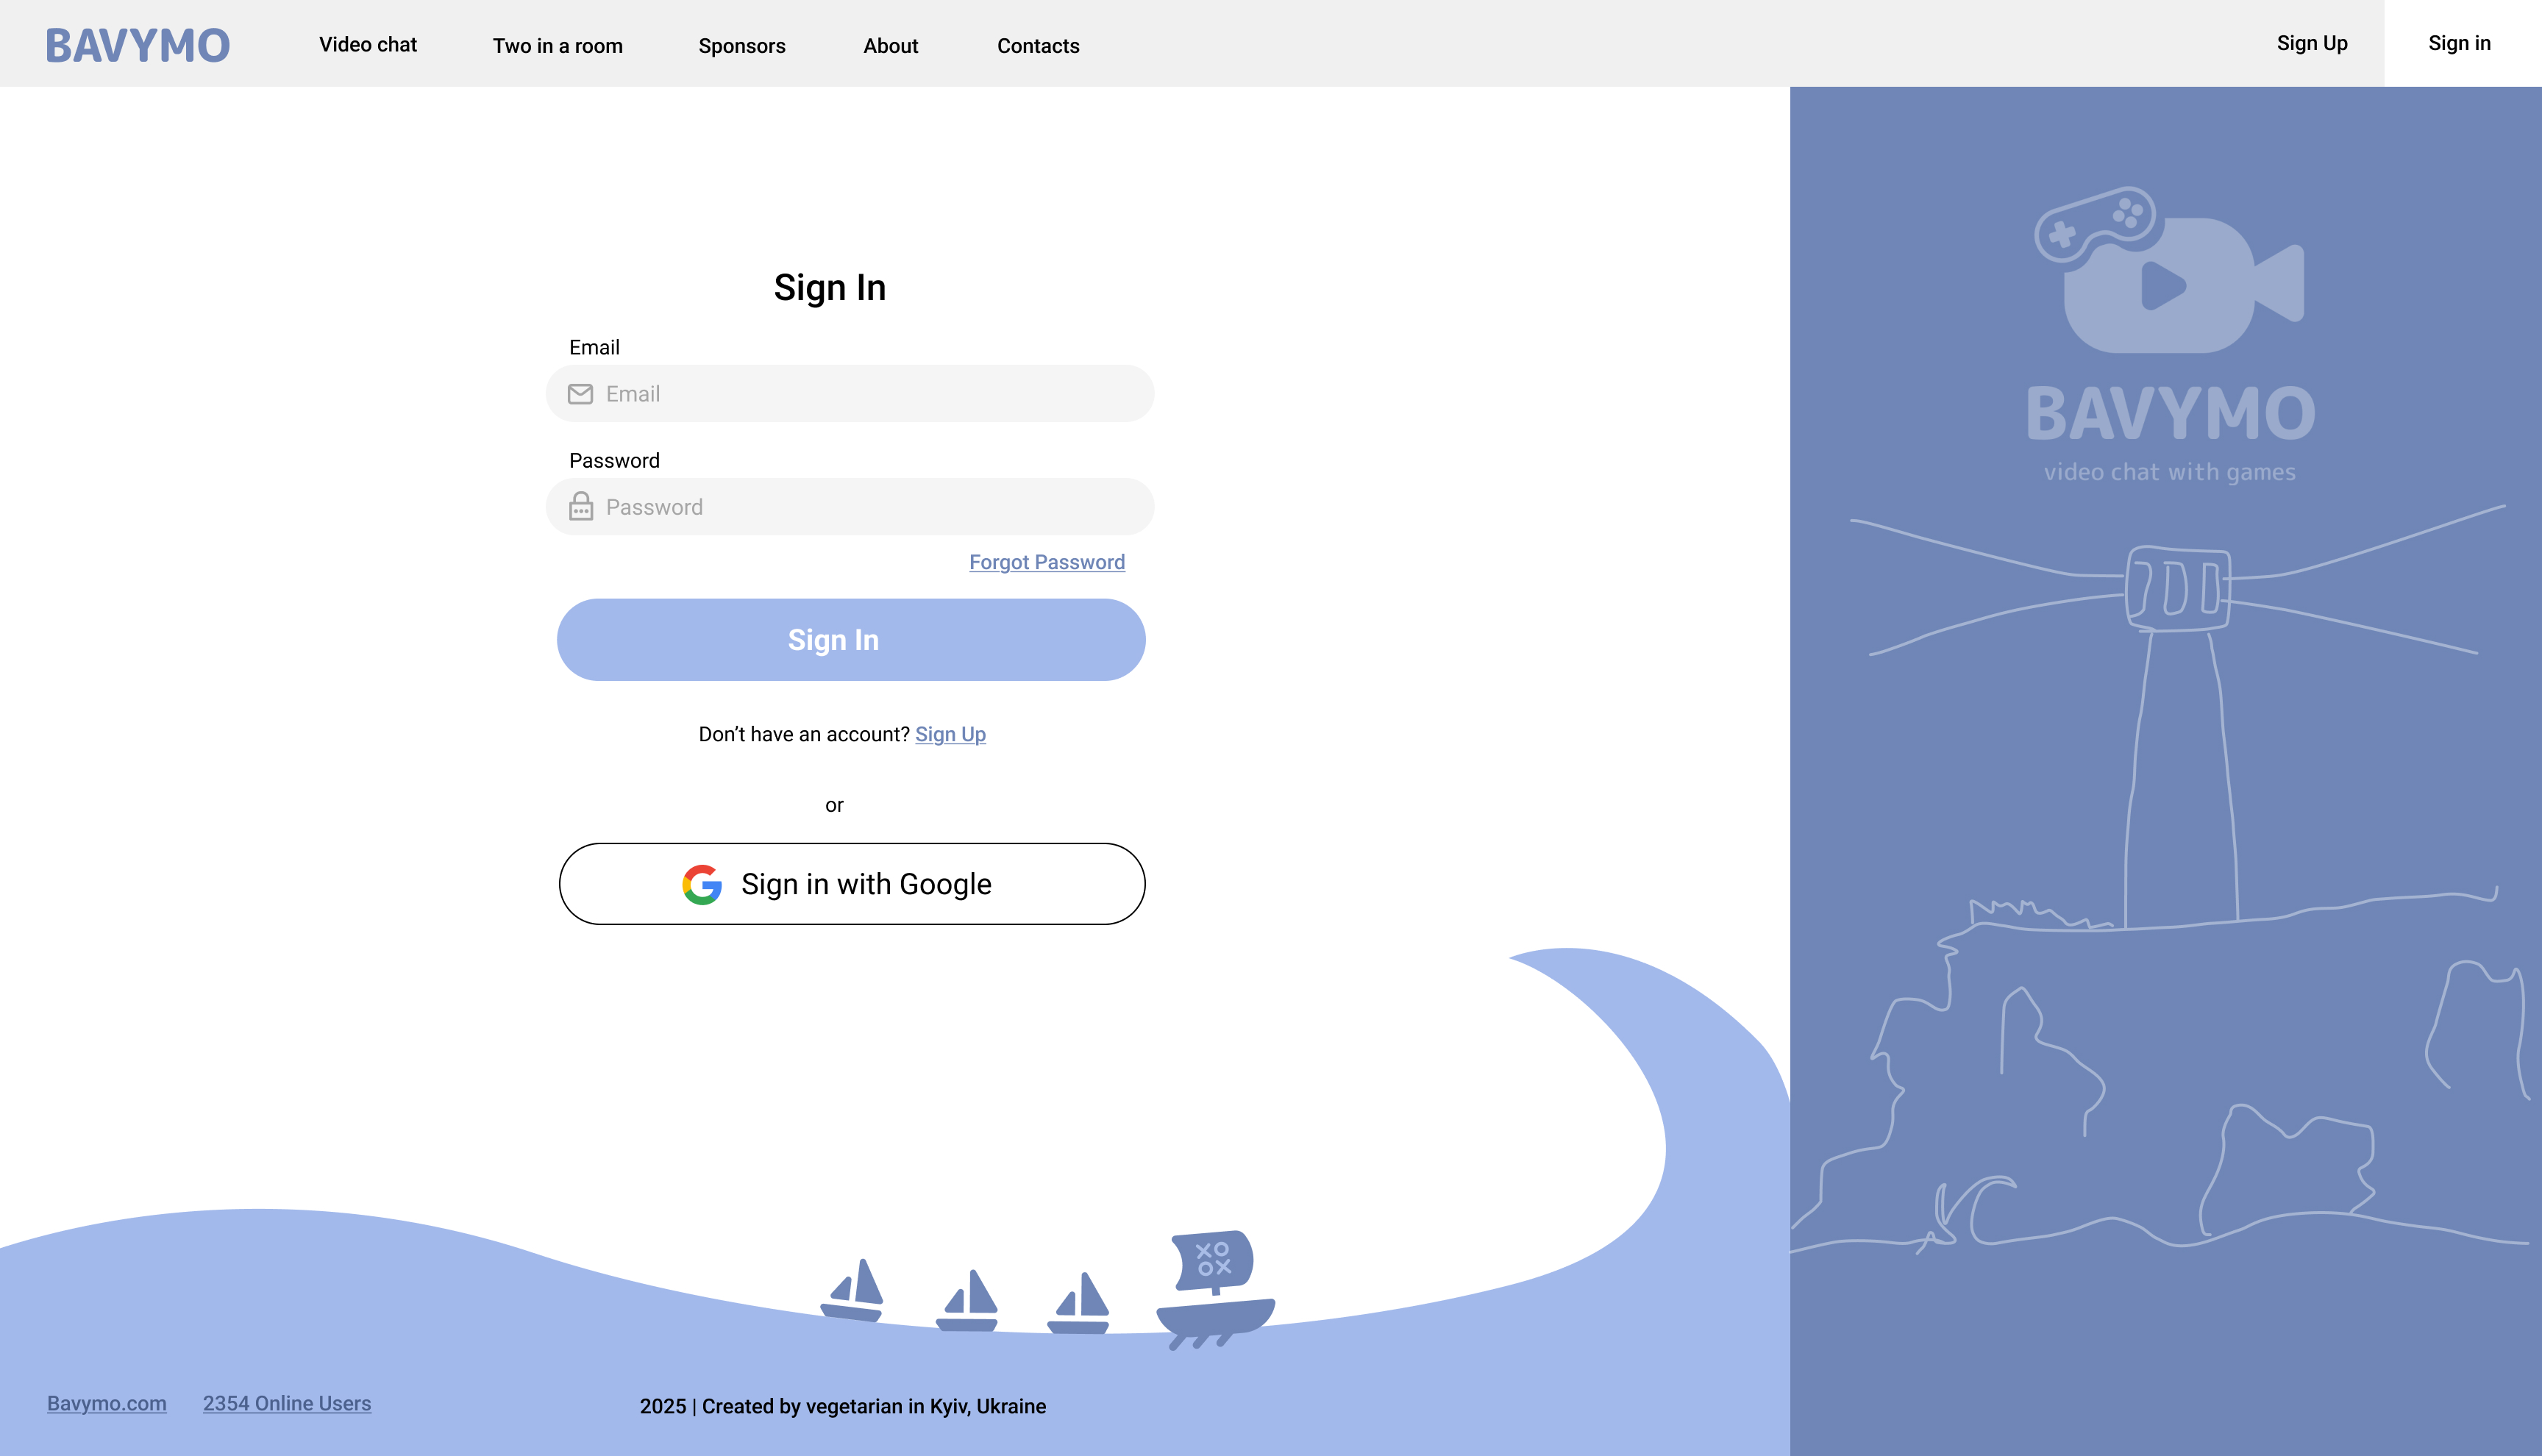 BAVYMO
Video chat
Two in a room
Sponsors
About
Contacts
Sign Up
Sign in
Sign In
Email
Email
Password
Password
Forgot Password
Sign In
Don’t have an account? Sign Up
or
Sign in with Google
BAVYMO
video chat with games
XO
OX
Bavymo.com
2354 Online Users
2025 | Created by vegetarian in Kyiv, Ukraine